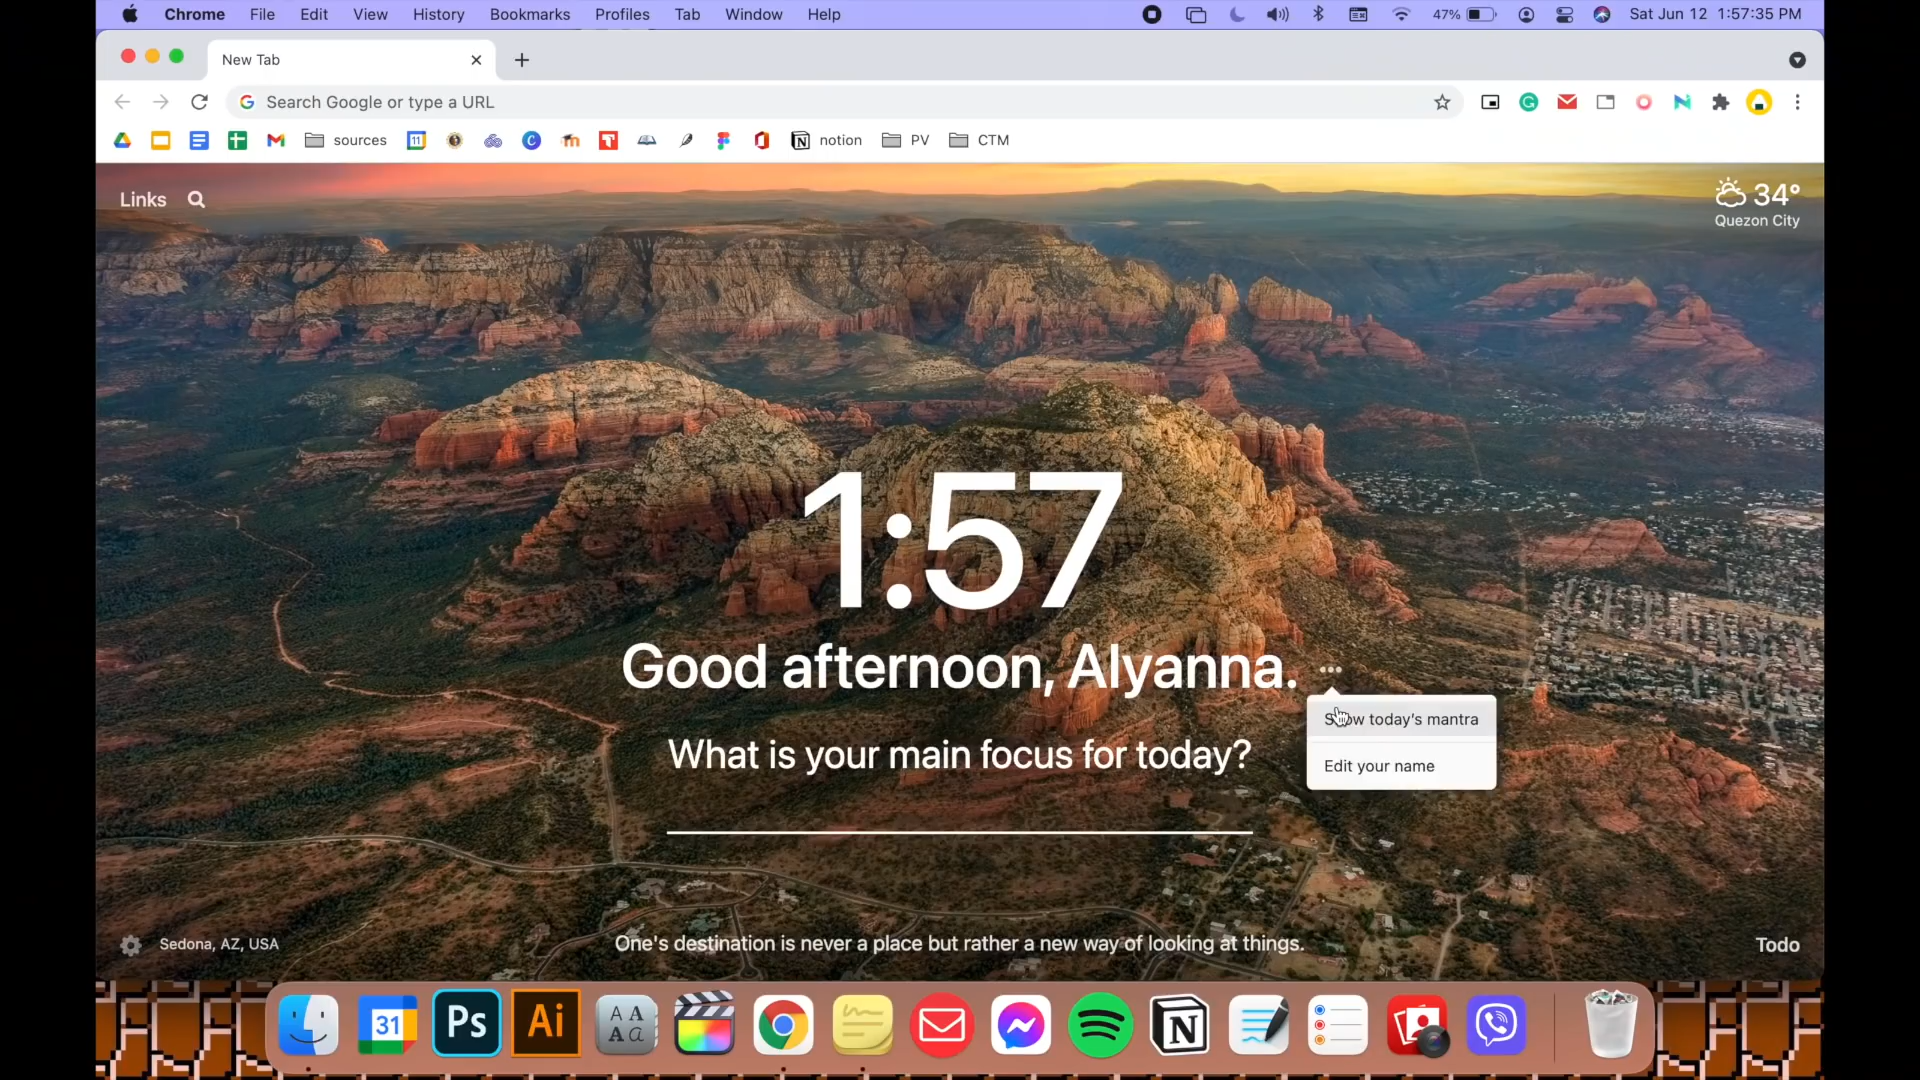 Chrome File Edit View History Bookmarks Profiles Tab Window Help 47% Sat Jun 12 1:57:35 PM
New Tab
Search Google or type a URL
sources 11 notion PV CTM
Links
34°
Quezon City
1:57
Good afternoon, Alyanna.
Show today's mantra
What is your main focus for today?
Edit your name
Sedona, AZ, USA
One's destination is never a place but rather a new way of looking at things.
Todo
31 Ps Ai